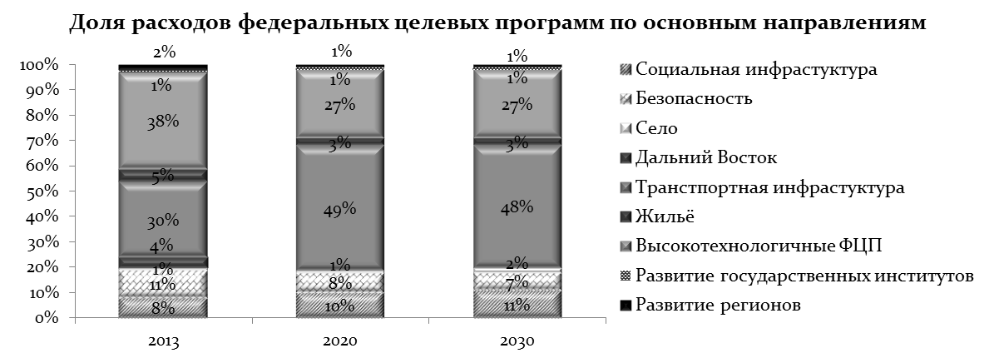 Доля расходов федеральных целевых программ по основным направлениям
2% 1% 1%
100%
90%
80%
70%
60%
50%
40%
30%
20%
10%
0%
1%
38%
5%
30%
4%
1%
11%
8%
1%
27%
3%
49%
1%
8%
10%
1%
27%
3%
48%
2%
7%
11%
2013 2020 2030
Социальная инфрастуктура
Безопасность
Село
Дальний Восток
Транстпортная инфрастуктура
Жильё
Высокотехнологичные ФЦП
Развитие государственных институтов
Развитие регионов